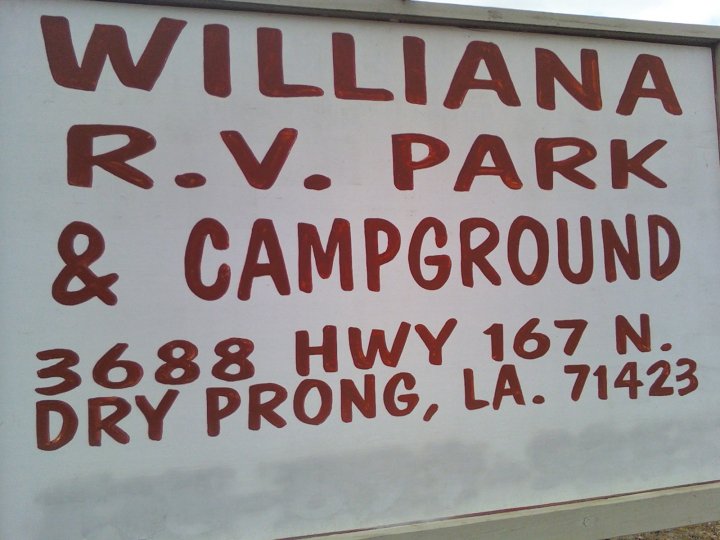 WILLIANA
R.V. PARK
& CAMPGROUND
3688 HWY 167 N.
DRY PRONG, LA. 71423